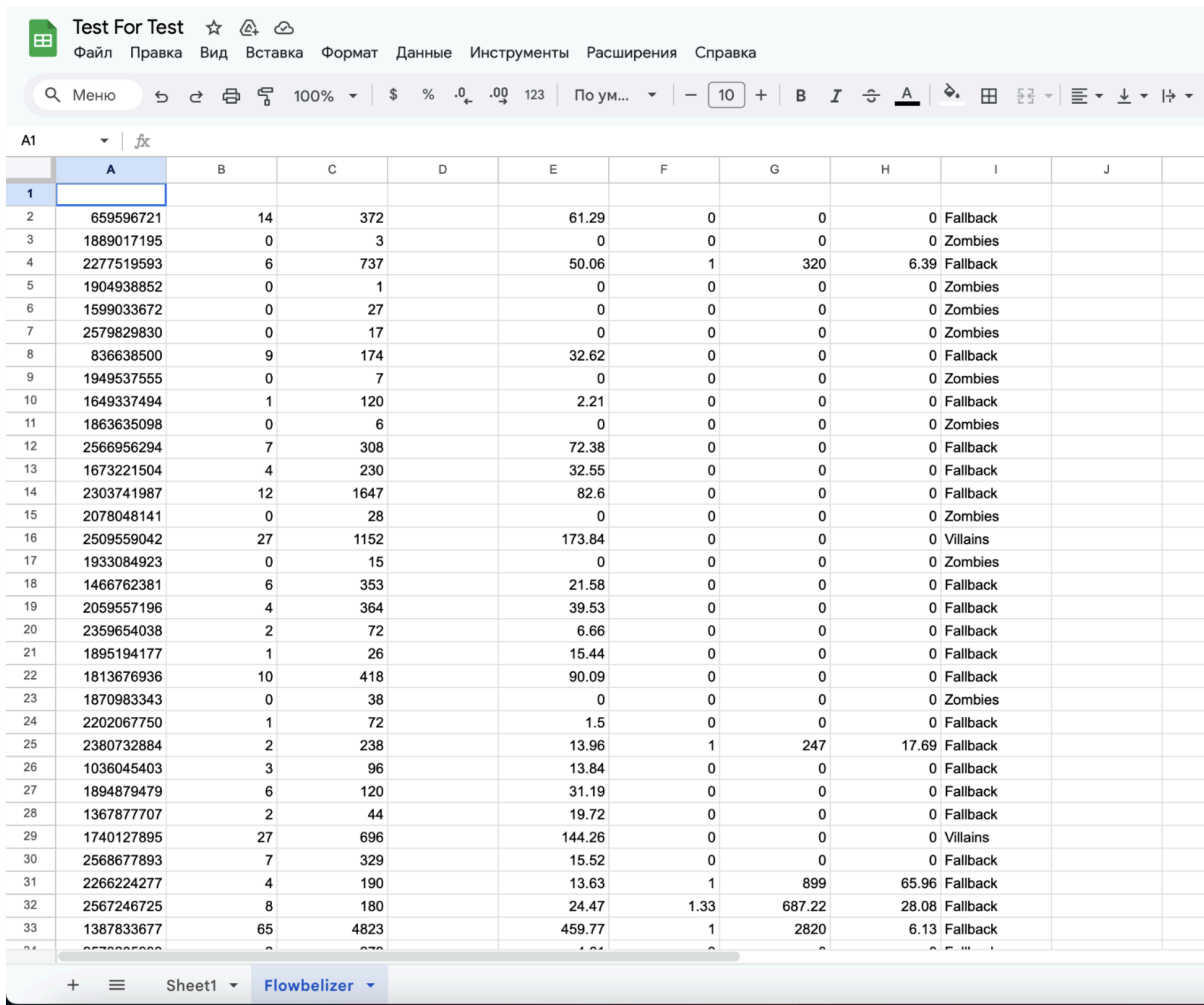 Test For Test
Файл Правка Вид Вставка Формат Данные Инструменты Расширения Справка
Меню 100% $ % .0 .00 123 По ум... − 10 + B I A
A1 fx
A B C D E F G H I J
1
2 659596721 14 372 61.29 0 0 0 Fallback
3 1889017195 0 3 0 0 0 0 Zombies
4 2277519593 6 737 50.06 1 320 6.39 Fallback
5 1904938852 0 1 0 0 0 0 Zombies
6 1599033672 0 27 0 0 0 0 Zombies
7 2579829830 0 17 0 0 0 0 Zombies
8 836638500 9 174 32.62 0 0 0 Fallback
9 1949537555 0 7 0 0 0 0 Zombies
10 1649337494 1 120 2.21 0 0 0 Fallback
11 1863635098 0 6 0 0 0 0 Zombies
12 2566956294 7 308 72.38 0 0 0 Fallback
13 1673221504 4 230 32.55 0 0 0 Fallback
14 2303741987 12 1647 82.6 0 0 0 Fallback
15 2078048141 0 28 0 0 0 0 Zombies
16 2509559042 27 1152 173.84 0 0 0 Villains
17 1933084923 0 15 0 0 0 0 Zombies
18 1466762381 6 353 21.58 0 0 0 Fallback
19 2059557196 4 364 39.53 0 0 0 Fallback
20 2359654038 2 72 6.66 0 0 0 Fallback
21 1895194177 1 26 15.44 0 0 0 Fallback
22 1813676936 10 418 90.09 0 0 0 Fallback
23 1870983343 0 38 0 0 0 0 Zombies
24 2202067750 1 72 1.5 0 0 0 Fallback
25 2380732884 2 238 13.96 1 247 17.69 Fallback
26 1036045403 3 96 13.84 0 0 0 Fallback
27 1894879479 6 120 31.19 0 0 0 Fallback
28 1367877707 2 44 19.72 0 0 0 Fallback
29 1740127895 27 696 144.26 0 0 0 Villains
30 2568677893 7 329 15.52 0 0 0 Fallback
31 2266224277 4 190 13.63 1 899 65.96 Fallback
32 2567246725 8 180 24.47 1.33 687.22 28.08 Fallback
33 1387833677 65 4823 459.77 1 2820 6.13 Fallback
+ Sheet1 Flowbelizer